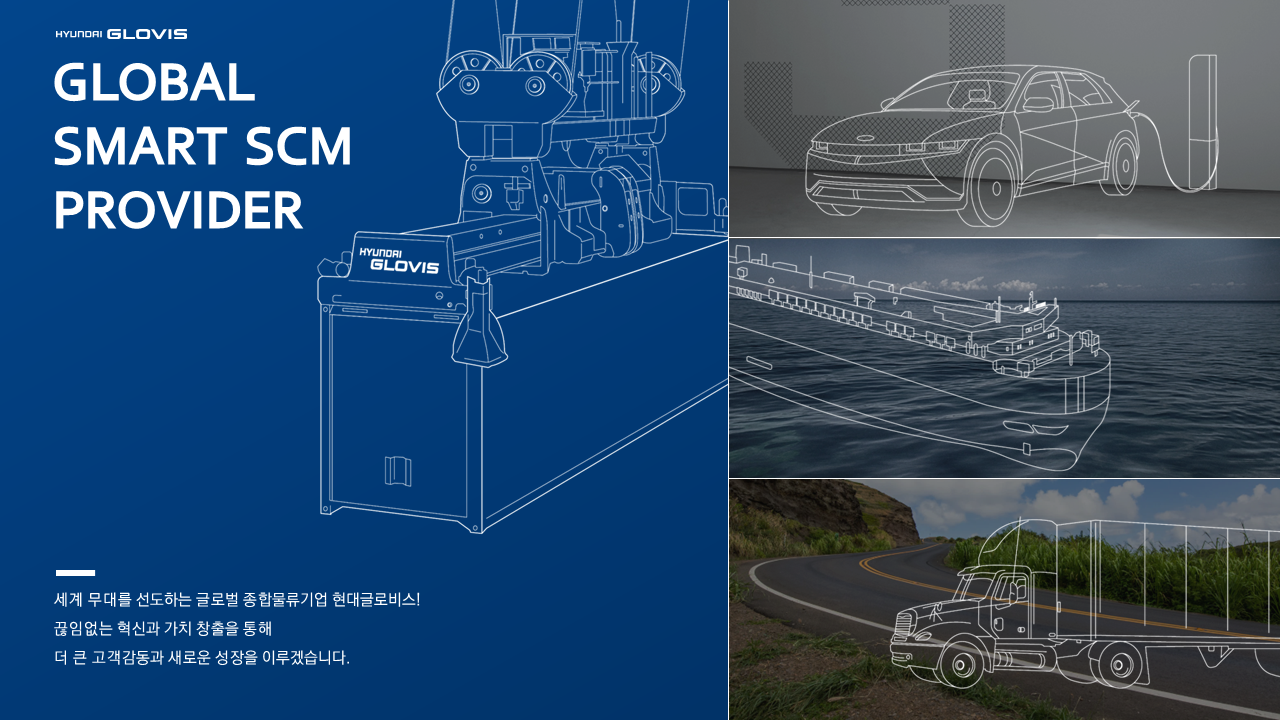 HYUNDAI GLOVIS
GLOBAL
SMART SCM
PROVIDER
HYUNDAI
GLOVIS
세계 무대를 선도하는 글로벌 종합물류기업 현대글로비스!
끊임없는 혁신과 가치 창출을 통해
더 큰 고객감동과 새로운 성장을 이루겠습니다.